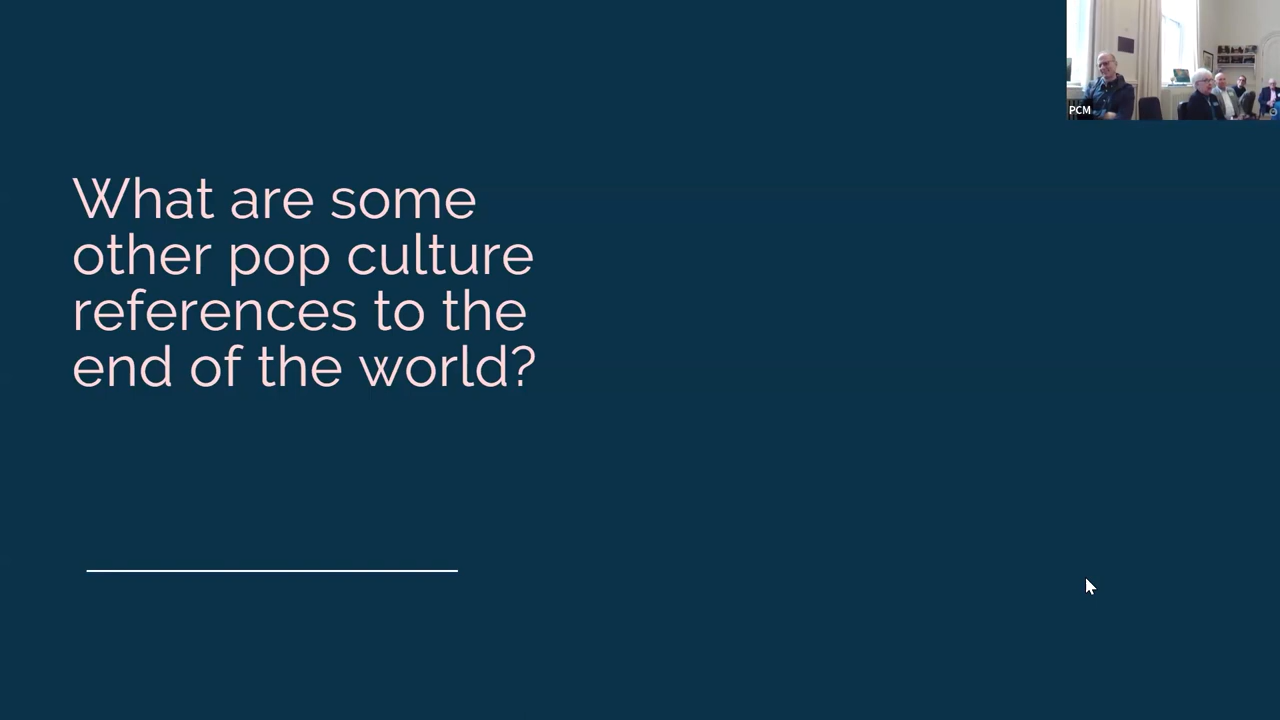 PCM
What are some
other pop culture
references to the
end of the world?